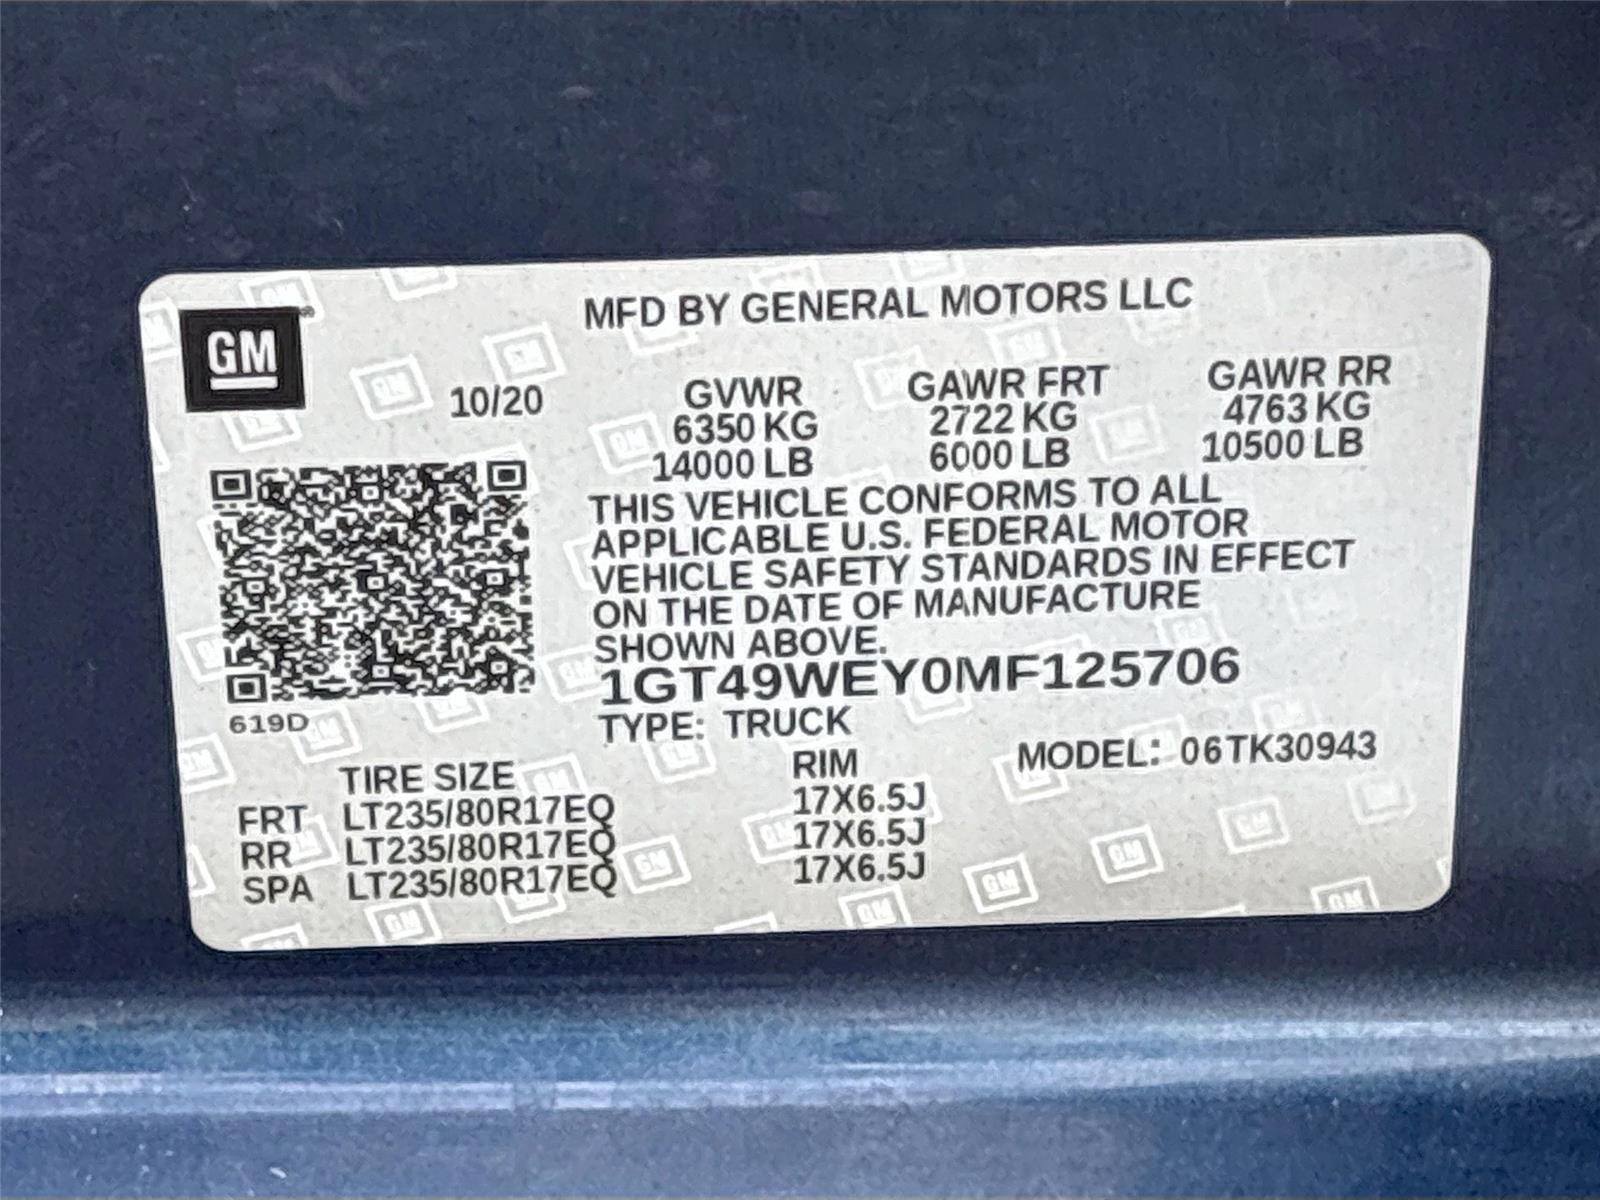 GM
MFD BY GENERAL MOTORS LLC
10/20
GVWR GAWR FRT GAWR RR
6350 KG 2722 KG 4763 KG
14000 LB 6000 LB 10500 LB
THIS VEHICLE CONFORMS TO ALL
APPLICABLE U.S. FEDERAL MOTOR
VEHICLE SAFETY STANDARDS IN EFFECT
ON THE DATE OF MANUFACTURE
SHOWN ABOVE.
1GT49WEY0MF125706
619D
TYPE: TRUCK
MODEL: 06TK30943
TIRE SIZE RIM
FRT LT235/80R17EQ 17X6.5J
RR LT235/80R17EQ 17X6.5J
SPA LT235/80R17EQ 17X6.5J